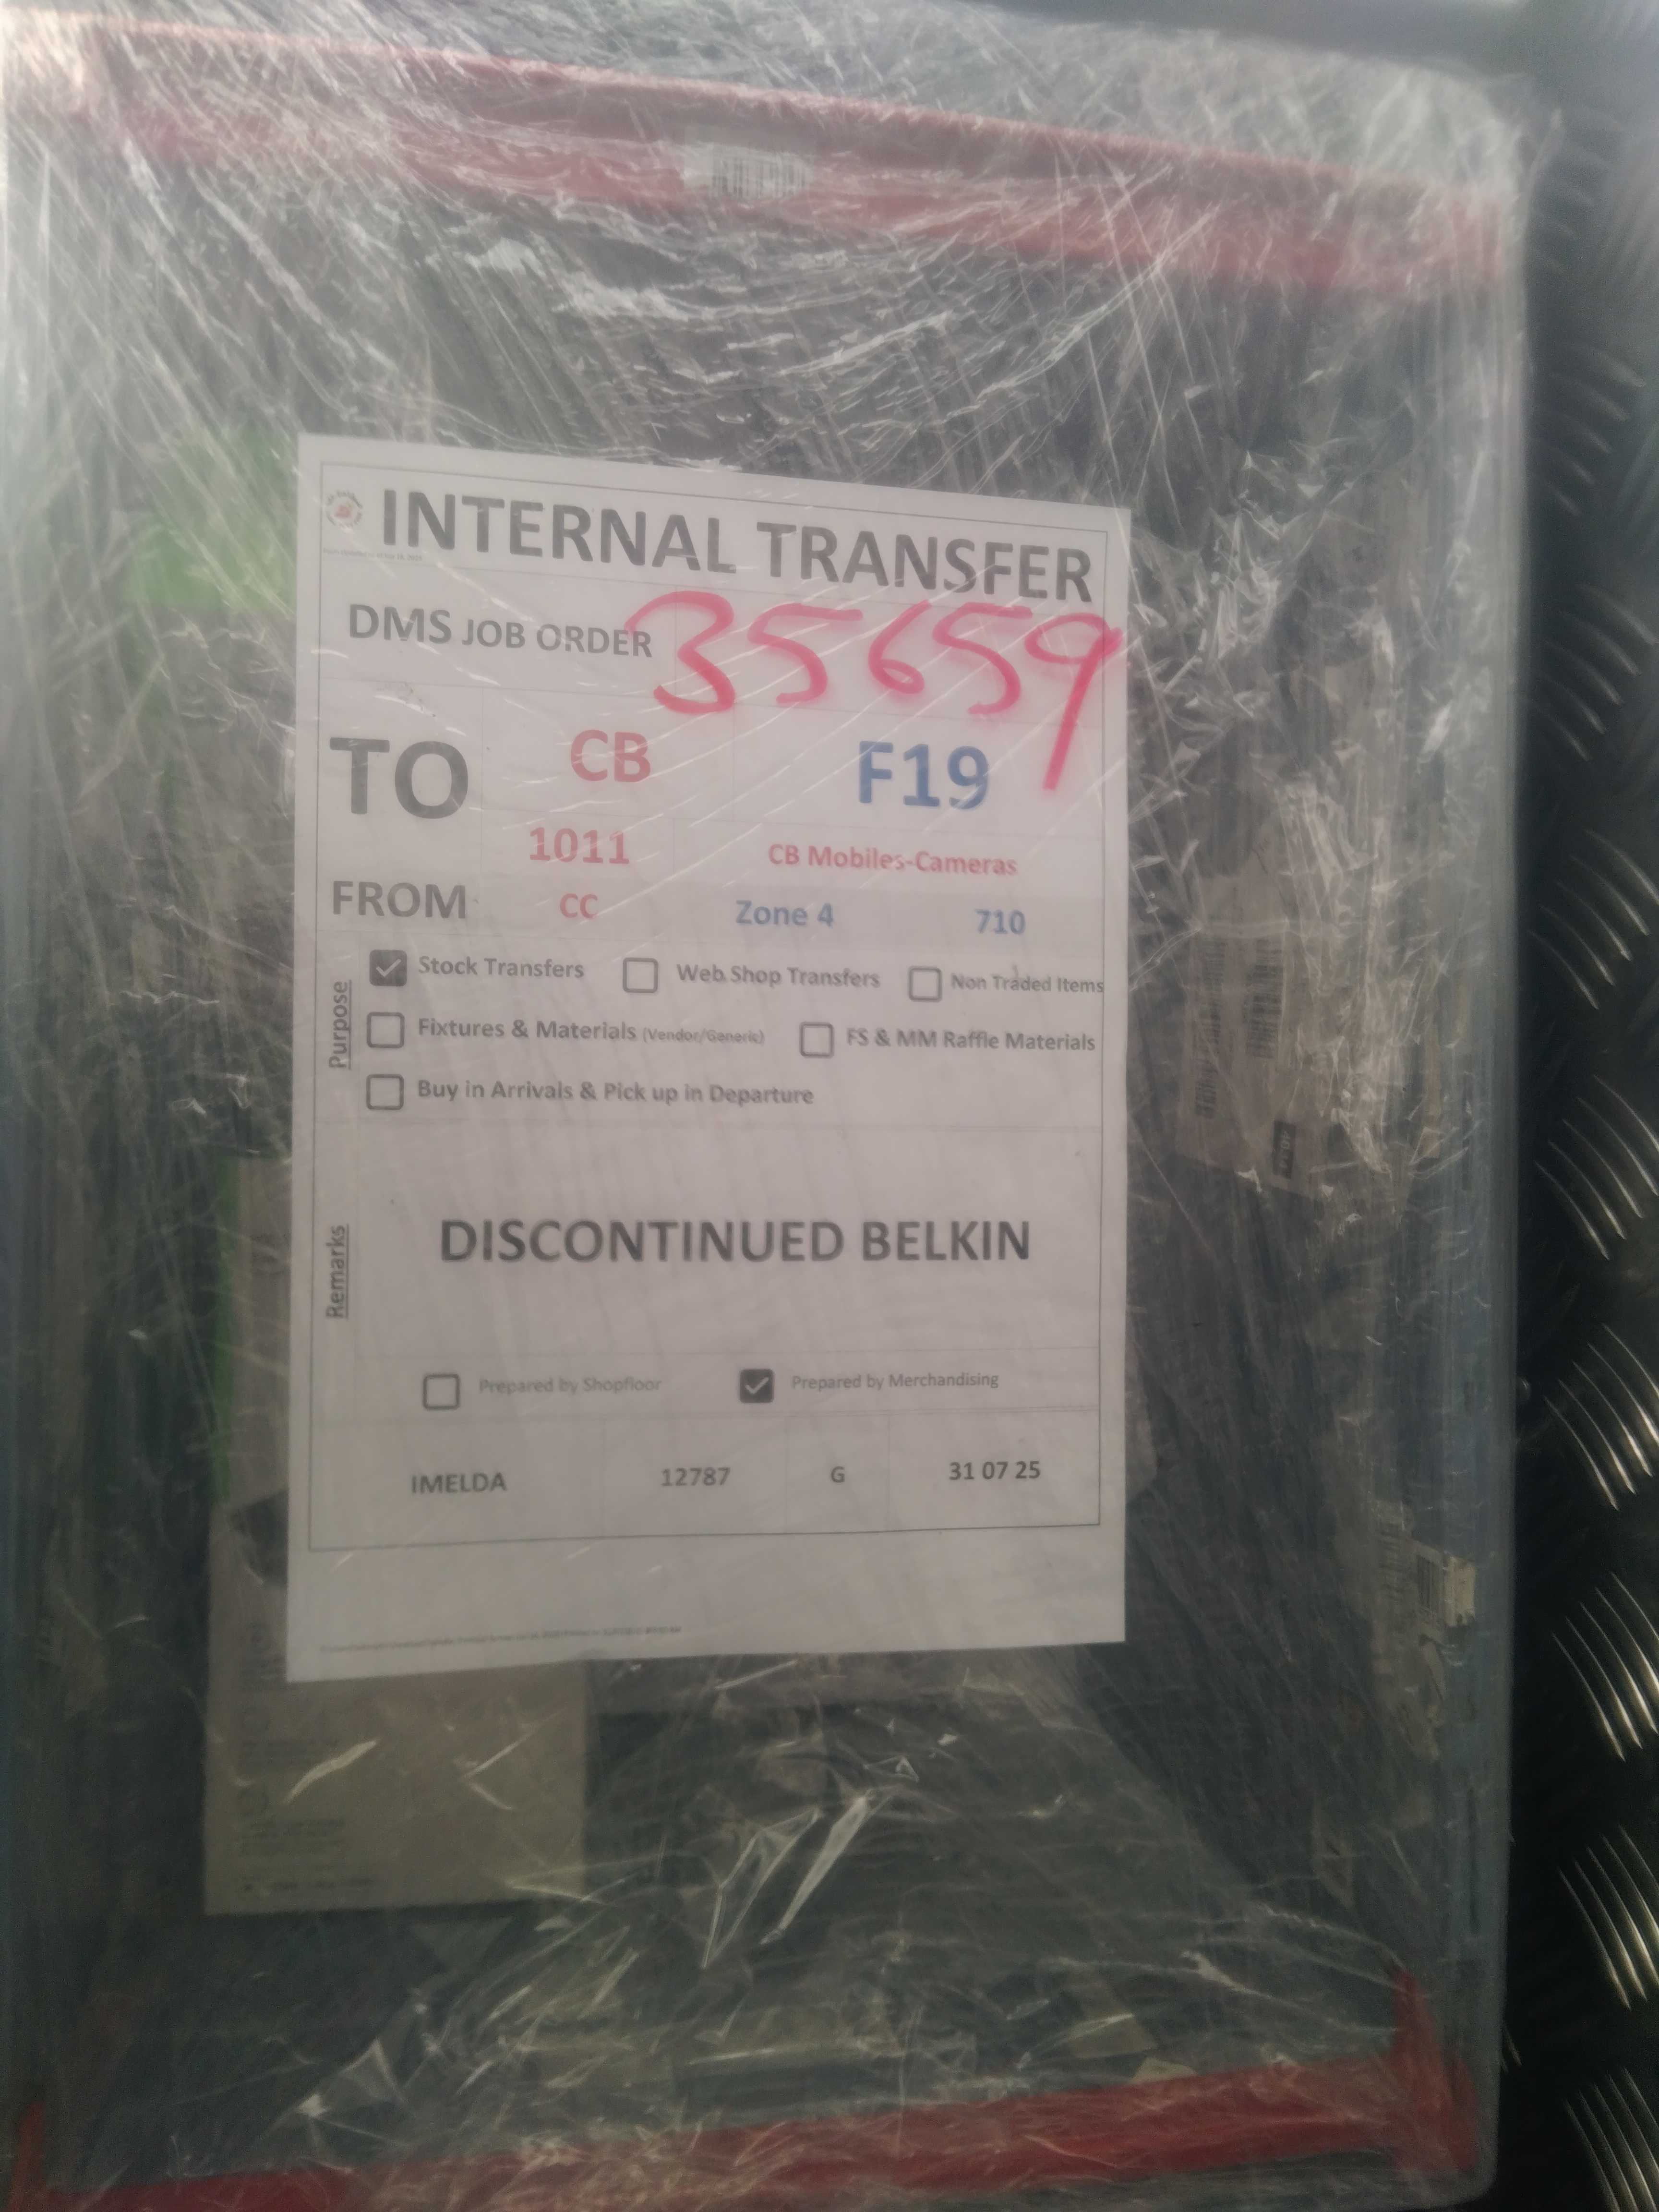 INTERNAL TRANSFER
DMS JOB ORDER 35659
TO CB F19
1011 CB Mobiles-Cameras
FROM CC Zone 4 710
Purpose
Stock Transfers Web Shop Transfers Non Traded Items
Fixtures & Materials (Vendor/Generic) FS & MM Raffle Materials
Buy in Arrivals & Pick up in Departure
Remarks
DISCONTINUED BELKIN
Prepared by Shopfloor Prepared by Merchandising
IMELDA 12787 G 31 07 25